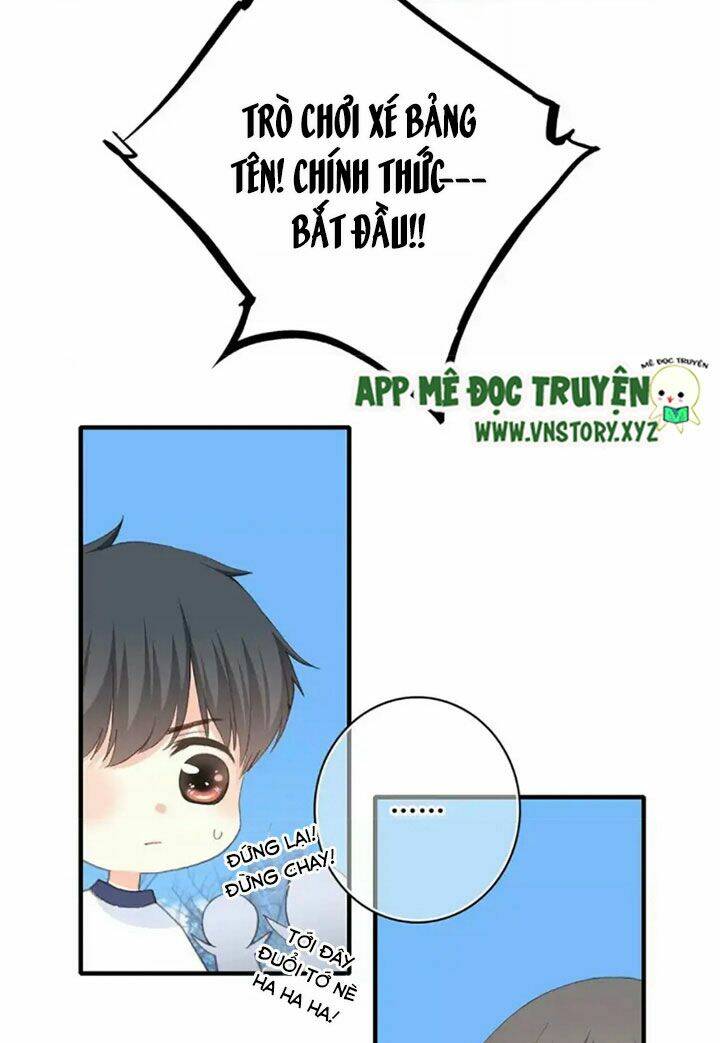 TRÒ CHƠI XÉ BẢNG
TÊN! CHÍNH THỨC---
BẮT ĐẦU!!
MÊ ĐỌC TRUYỆN
APP MÊ ĐỌC TRUYỆN
WWW.VNSTORY.XYZ
......
ĐỨNG LẠI!
ĐỪNG CHẠY!
TỚI ĐÂY
ĐUỔI TỚ NÈ
HA HA HA!